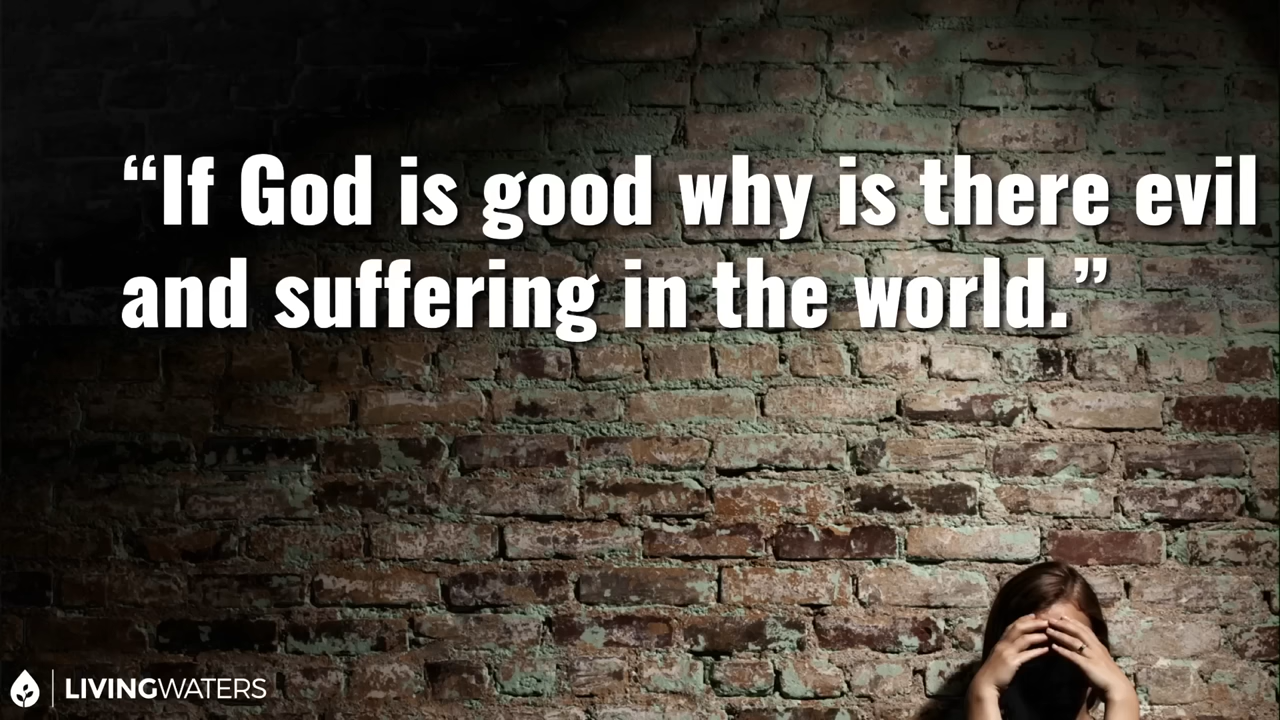 “If God is good why is there evil
and suffering in the world.”
LIVINGWATERS